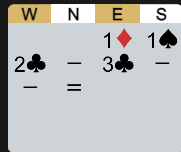 W N E S
1♦ 1♠
2♣ – 3♣ –
– =